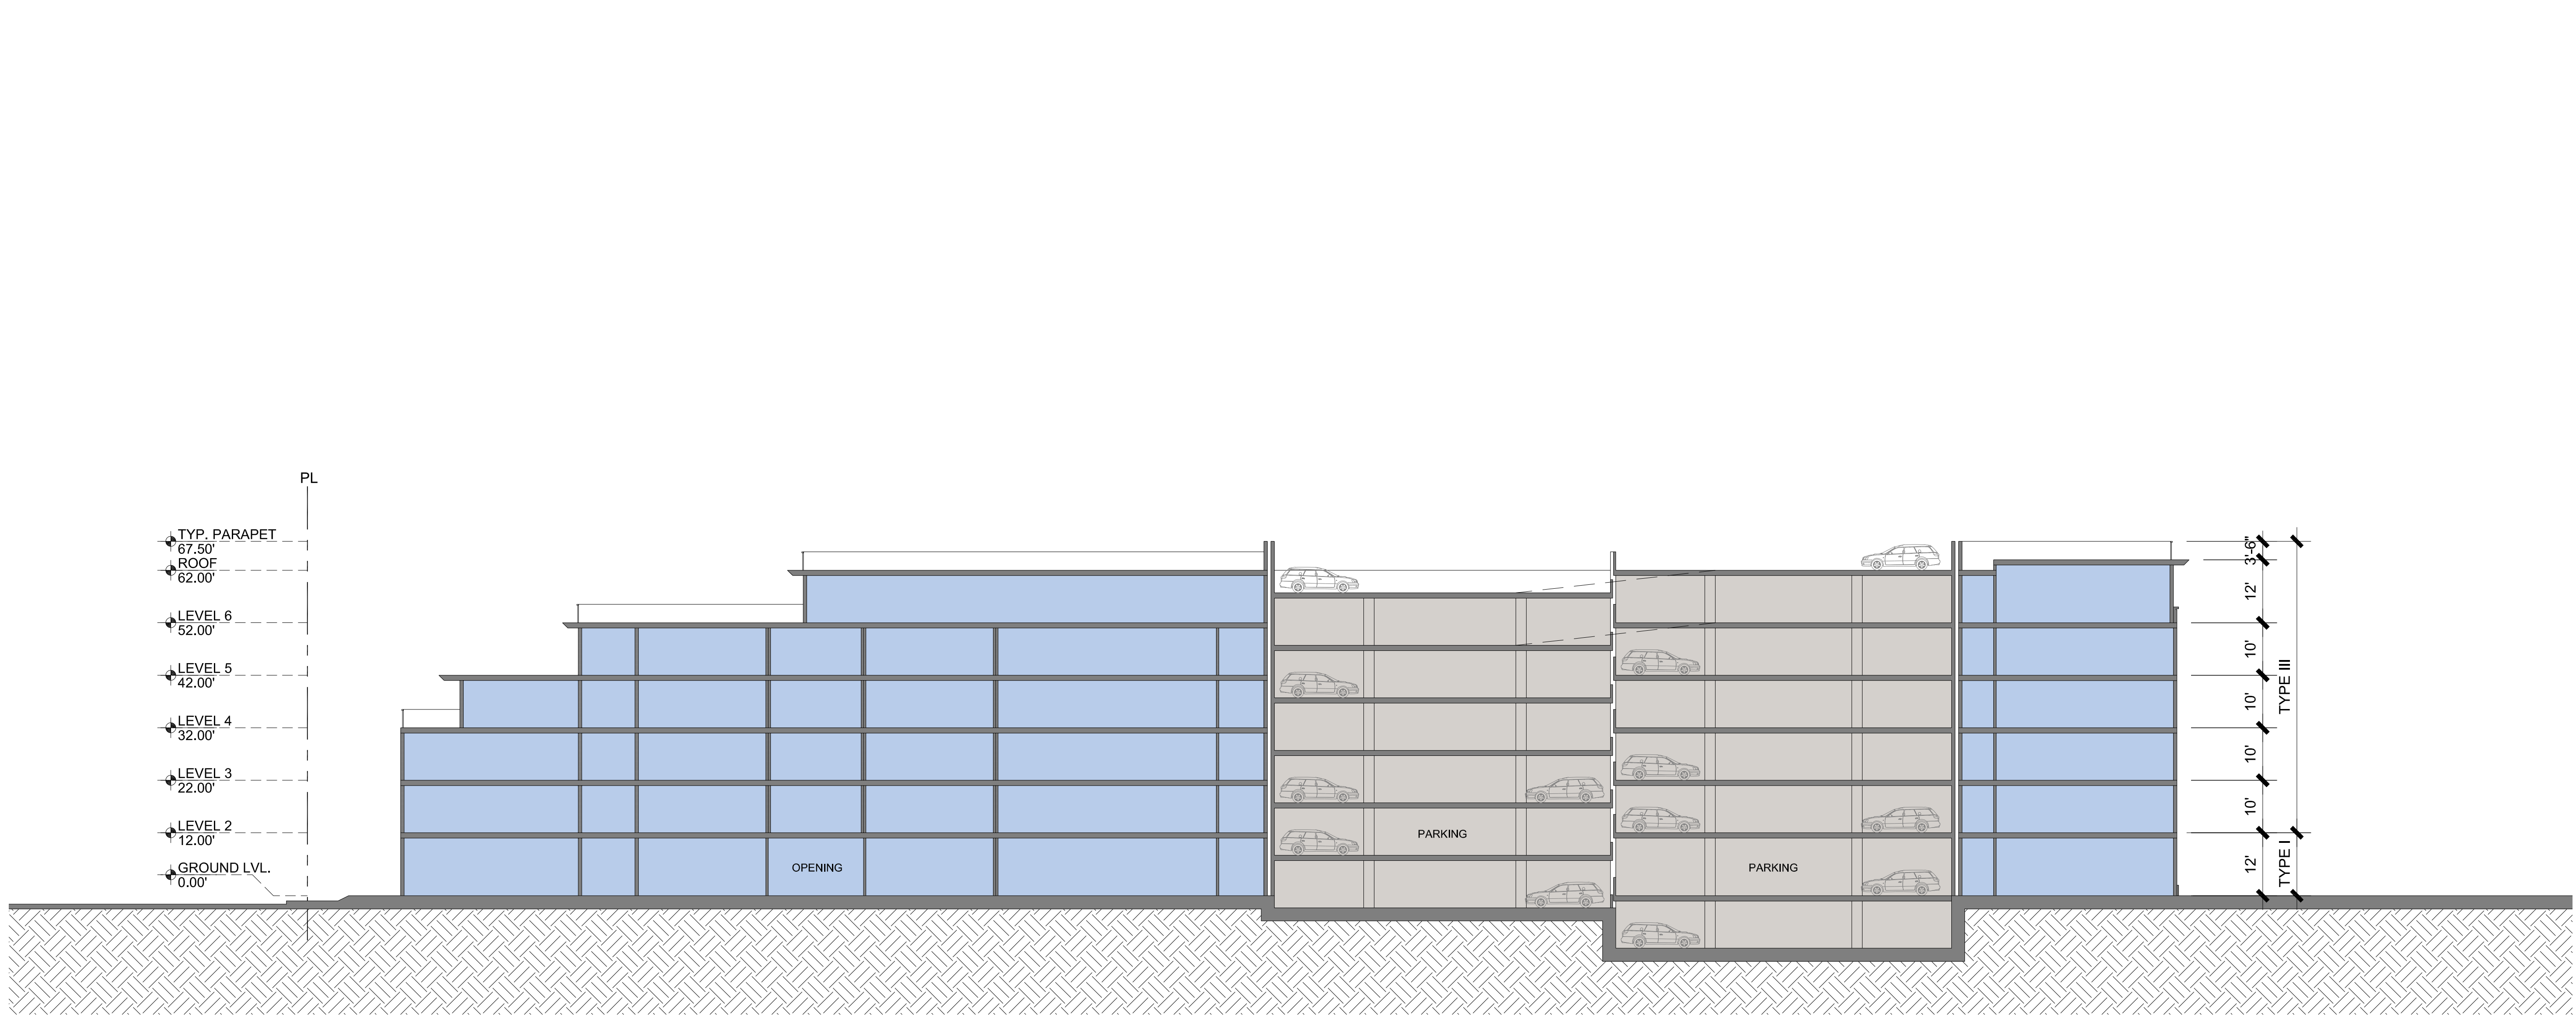 PL
TYP. PARAPET
67.50'
ROOF
62.00'
LEVEL 6
52.00'
LEVEL 5
42.00'
LEVEL 4
32.00'
LEVEL 3
22.00'
LEVEL 2
12.00'
GROUND LVL.
0.00'
OPENING
PARKING
PARKING
3'-6"
12'
10'
10'
10'
10'
12'
TYPE III
TYPE I